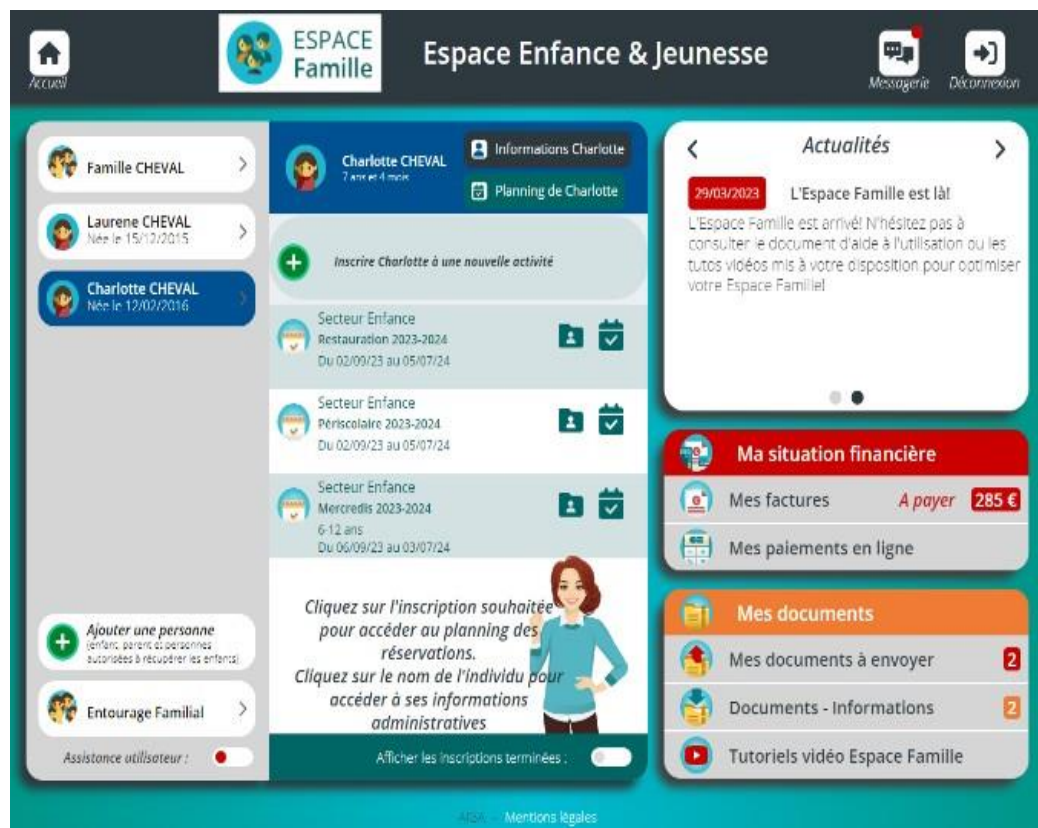 Accueil
ESPACE
Famille
Espace Enfance & Jeunesse
Messagerie
Déconnexion
Famille CHEVAL
Laurene CHEVAL
Née le 15/12/2015
Charlotte CHEVAL
Née le 12/02/2016
Ajouter une personne
(enfant, parent et personnes
autorisées à récupérer les enfants)
Entourage Familial
Assistance utilisateur :
Charlotte CHEVAL
7 ans et 4 mois
Informations Charlotte
Planning de Charlotte
Inscrire Charlotte à une nouvelle activité
Secteur Enfance
Restauration 2023-2024
Du 02/09/23 au 05/07/24
Secteur Enfance
Périscolaire 2023-2024
Du 02/09/23 au 05/07/24
Secteur Enfance
Mercredis 2023-2024
6-12 ans
Du 06/09/23 au 03/07/24
Cliquez sur l'inscription souhaitée
pour accéder au planning des
réservations.
Cliquez sur le nom de l'individu pour
accéder à ses informations
administratives
Afficher les inscriptions terminées :
Actualités
29/03/2023 L'Espace Famille est là!
L'Espace Famille est arrivé! N'hésitez pas à
consulter le document d'aide à l'utilisation ou les
tutos vidéos mis à votre disposition pour optimiser
votre Espace Famille!
Ma situation financière
Mes factures A payer 285 €
Mes paiements en ligne
Mes documents
Mes documents à envoyer 2
Documents - Informations 2
Tutoriels vidéo Espace Famille
Mentions légales